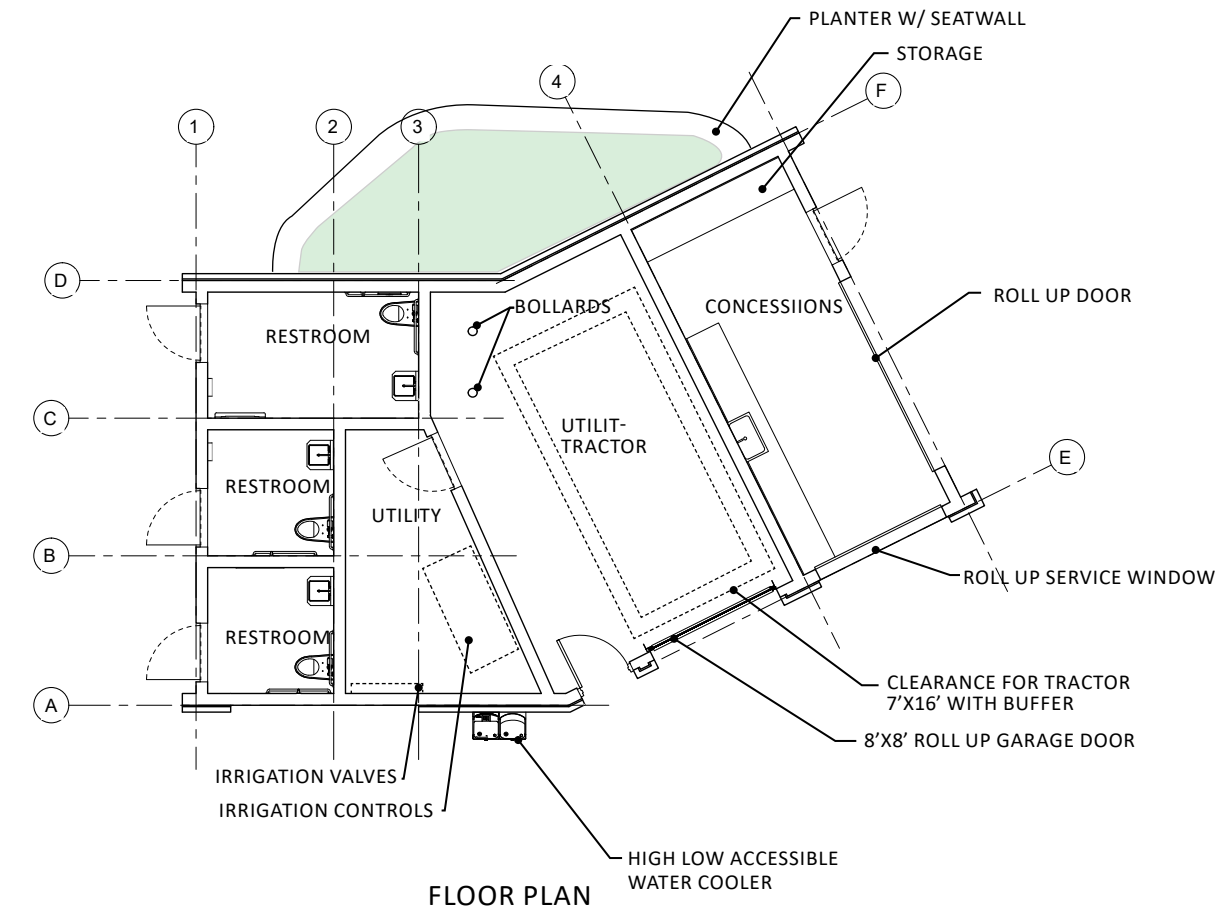 PLANTER W/ SEATWALL
STORAGE
4
F
1
2
3
D
ROLL UP DOOR
BOLLARDS
CONCESSIIONS
RESTROOM
C
UTILIT-
TRACTOR
E
RESTROOM
UTILITY
B
ROLL UP SERVICE WINDOW
RESTROOM
CLEARANCE FOR TRACTOR
7'X16' WITH BUFFER
A
8'X8' ROLL UP GARAGE DOOR
IRRIGATION VALVES
IRRIGATION CONTROLS
HIGH LOW ACCESSIBLE
WATER COOLER
FLOOR PLAN